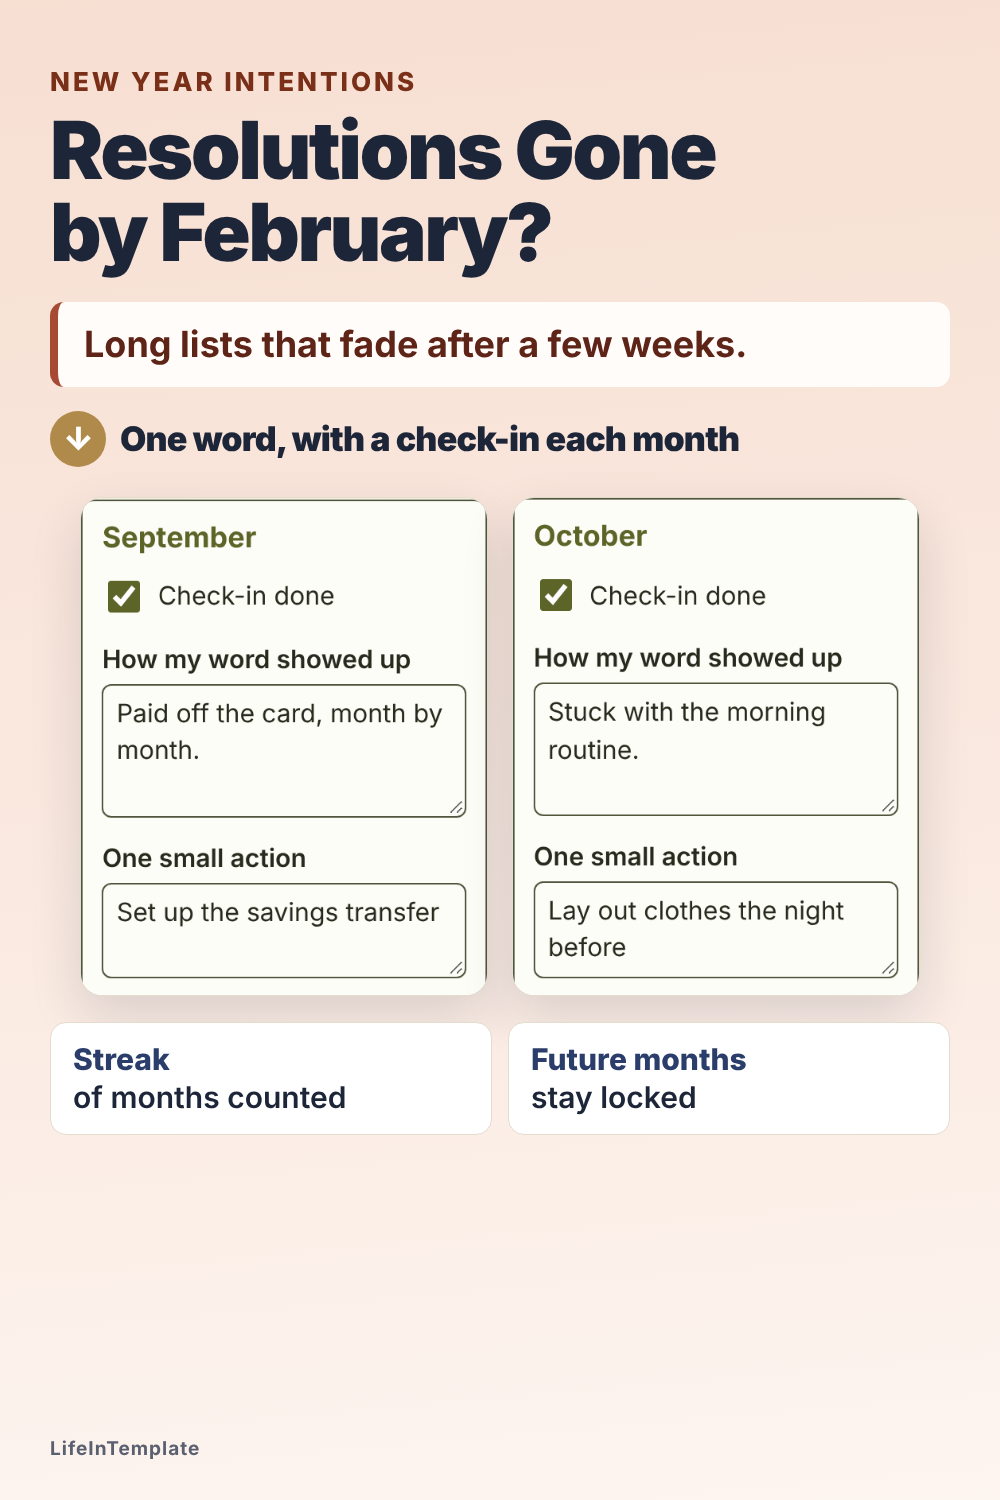 NEW YEAR INTENTIONS
Resolutions Gone
by February?
Long lists that fade after a few weeks.
One word, with a check-in each month
September
Check-in done
How my word showed up
Paid off the card, month by
month.
One small action
Set up the savings transfer
October
Check-in done
How my word showed up
Stuck with the morning
routine.
One small action
Lay out clothes the night
before
Streak
of months counted
Future months
stay locked
LifeInTemplate